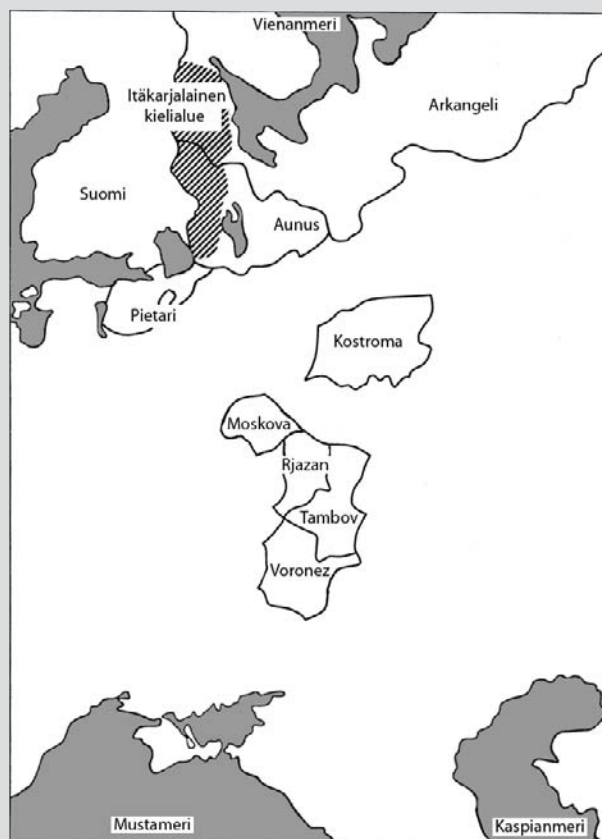 Vienanmeri
Itäkarjalainen
kielialue
Arkangeli
Suomi
Aunus
Pietari
Kostroma
Moskova
Rjazan
Tambov
Voronez
Mustameri
Kaspianmeri